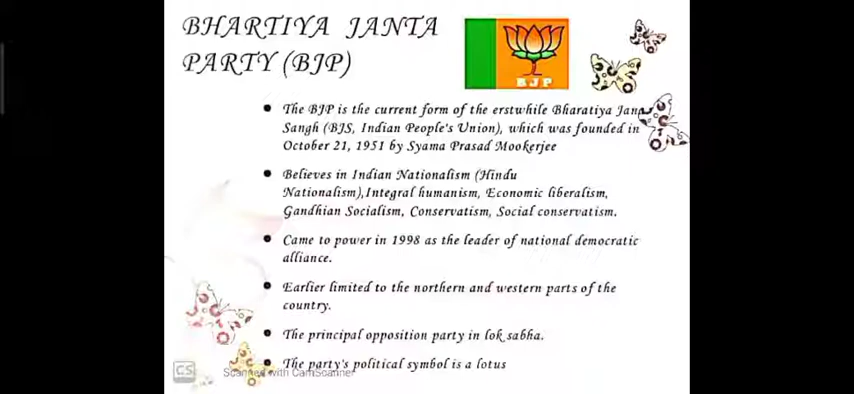 BHARTIYA JANTA
PARTY (BJP)
BJP
• The BJP is the current form of the erstwhile Bharatiya Jana
Sangh (BJS, Indian People's Union), which was founded in
October 21, 1951 by Syama Prasad Mookerjee
• Believes in Indian Nationalism (Hindu
Nationalism),Integral humanism, Economic liberalism,
Gandhian Socialism, Conservatism, Social conservatism.
• Came to power in 1998 as the leader of national democratic
alliance.
• Earlier limited to the northern and western parts of the
country.
• The principal opposition party in lok sabha.
• The party's political symbol is a lotus
CS Scanned with CamScanner